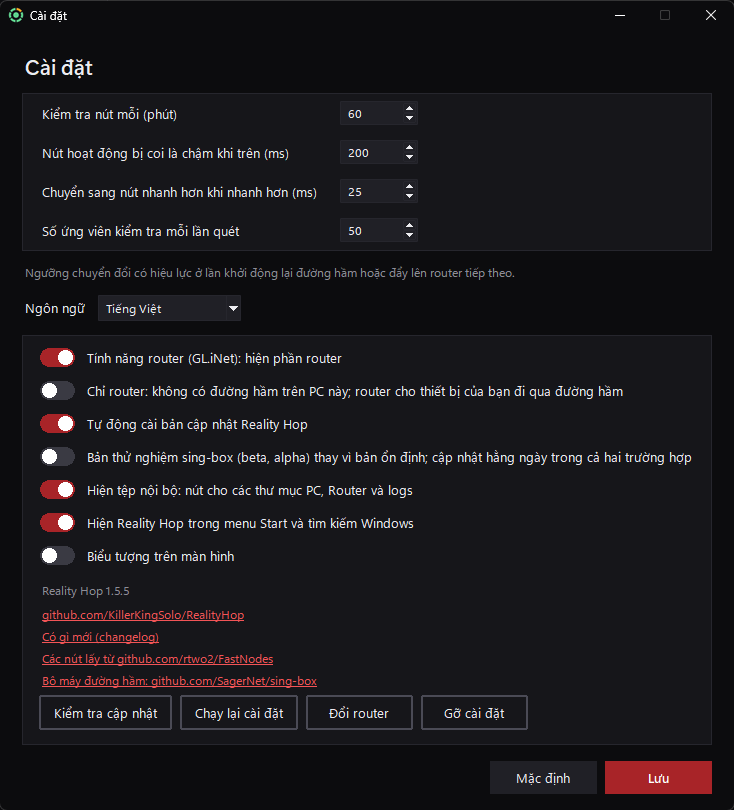 Cài đặt
Cài đặt
Kiểm tra nút mỗi (phút) 60
Nút hoạt động bị coi là chậm khi trên (ms) 200
Chuyển sang nút nhanh hơn khi nhanh hơn (ms) 25
Số ứng viên kiểm tra mỗi lần quét 50
Ngưỡng chuyển đổi có hiệu lực ở lần khởi động lại đường hầm hoặc đẩy lên router tiếp theo.
Ngôn ngữ Tiếng Việt
Tính năng router (GL.iNet): hiện phần router
Chỉ router: không có đường hầm trên PC này; router cho thiết bị của bạn đi qua đường hầm
Tự động cài bản cập nhật Reality Hop
Bản thử nghiệm sing-box (beta, alpha) thay vì bản ổn định; cập nhật hằng ngày trong cả hai trường hợp
Hiện tệp nội bộ: nút cho các thư mục PC, Router và logs
Hiện Reality Hop trong menu Start và tìm kiếm Windows
Biểu tượng trên màn hình
Reality Hop 1.5.5
github.com/KillerKingSolo/RealityHop
Có gì mới (changelog)
Các nút lấy từ github.com/rtwo2/FastNodes
Bộ máy đường hầm: github.com/SagerNet/sing-box
Kiểm tra cập nhật Chạy lại cài đặt Đổi router Gỡ cài đặt
Mặc định Lưu